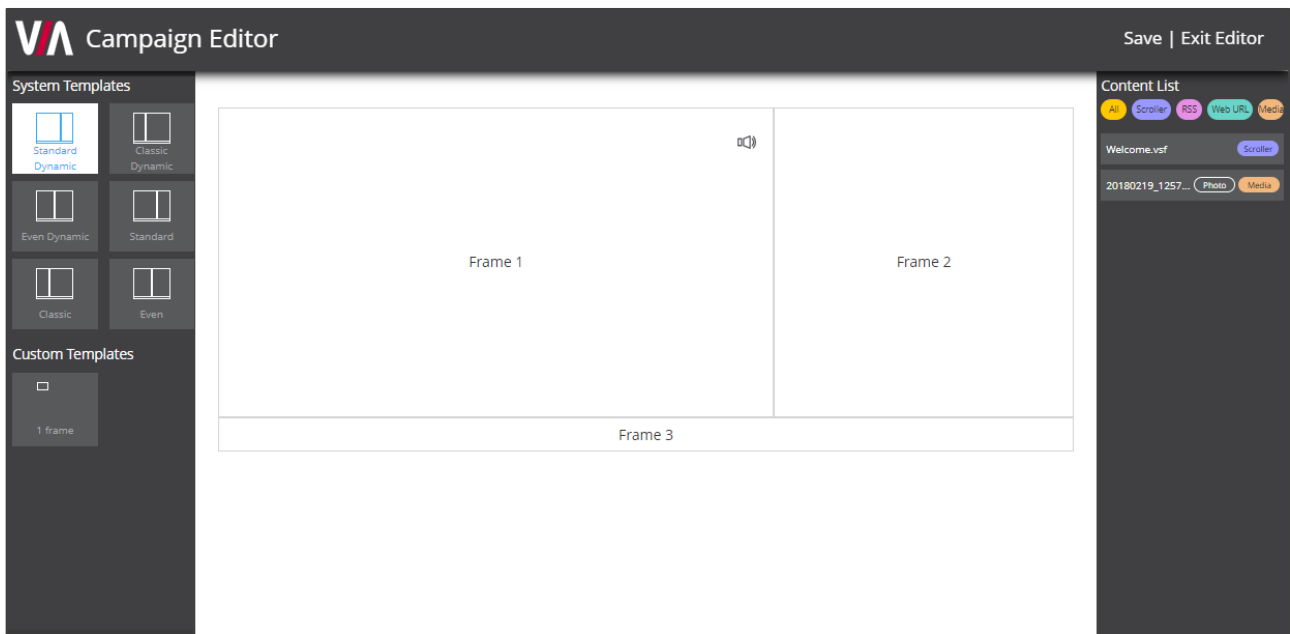 VIA Campaign Editor
Save | Exit Editor
System Templates
Standard Dynamic
Classic Dynamic
Even Dynamic
Standard
Classic
Even
Custom Templates
1 frame
Frame 1
Frame 2
Frame 3
Content List
All Scroller RSS Web URL Media
Welcome.vsf Scroller
20180219_1257... Photo Media